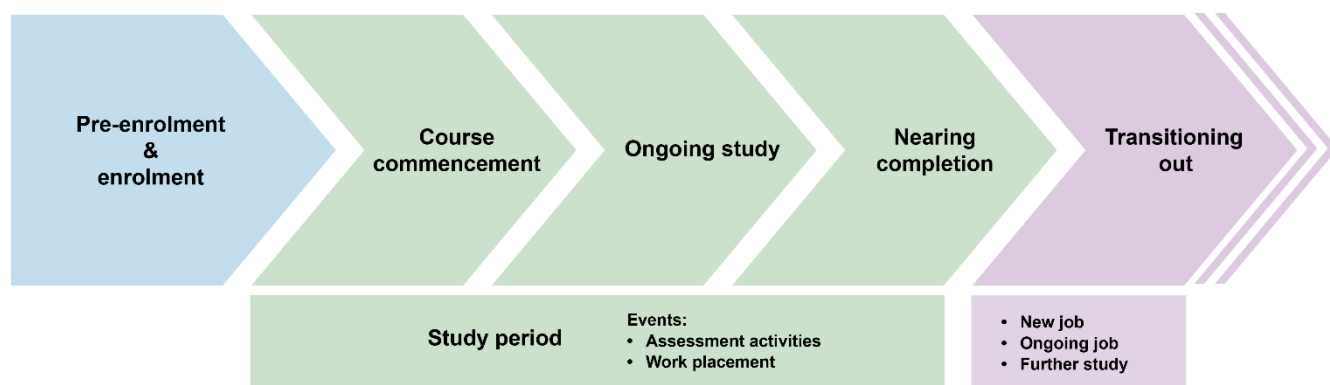 Pre-enrolment
&
enrolment
Course
commencement
Ongoing study
Nearing
completion
Transitioning
out
Study period
Events:
• Assessment activities
• Work placement
• New job
• Ongoing job
• Further study